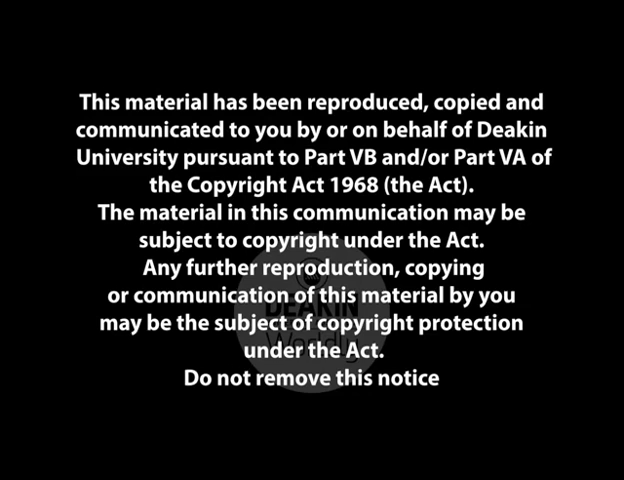 This material has been reproduced, copied and
communicated to you by or on behalf of Deakin
University pursuant to Part VB and/or Part VA of
the Copyright Act 1968 (the Act).
The material in this communication may be
subject to copyright under the Act.
Any further reproduction, copying
or communication of this material by you
DEAKIN
may be the subject of copyright protection
Worldly
under the Act.
Do not remove this notice